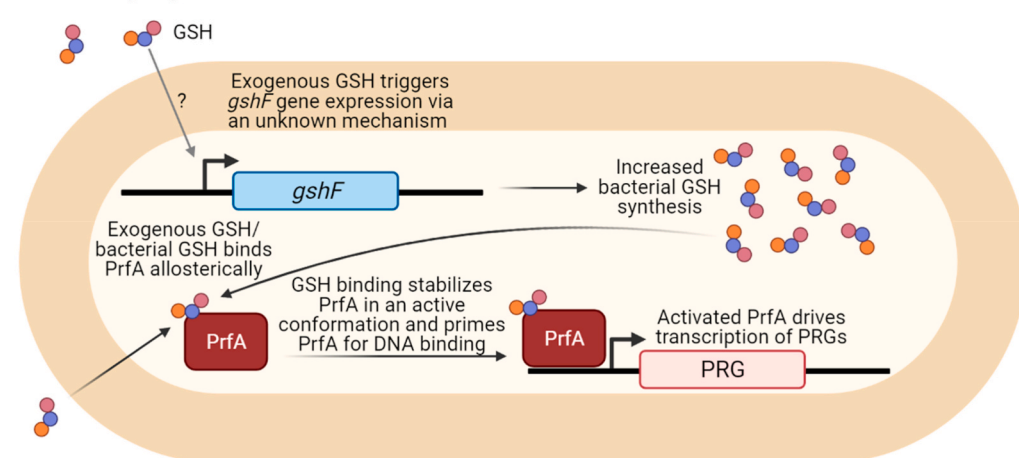 GSH
?
Exogenous GSH triggers
gshF gene expression via
an unknown mechanism
gshF
Increased
bacterial GSH
synthesis
Exogenous GSH/
bacterial GSH binds
PrfA allosterically
GSH binding stabilizes
PrfA in an active
conformation and primes
PrfA for DNA binding
PrfA
PrfA
Activated PrfA drives
transcription of PRGs
PRG